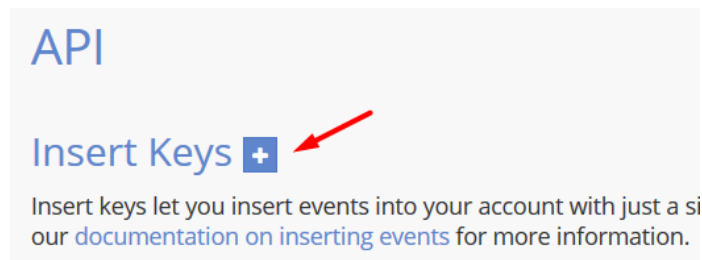 API
Insert Keys +
Insert keys let you insert events into your account with just a
our documentation on inserting events for more information.